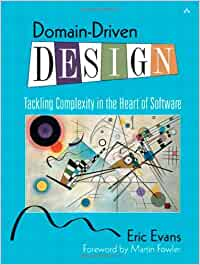 Domain-Driven
DESIGN
Tackling Complexity in the Heart of Software
Eric Evans
Foreword by Martin Fowler